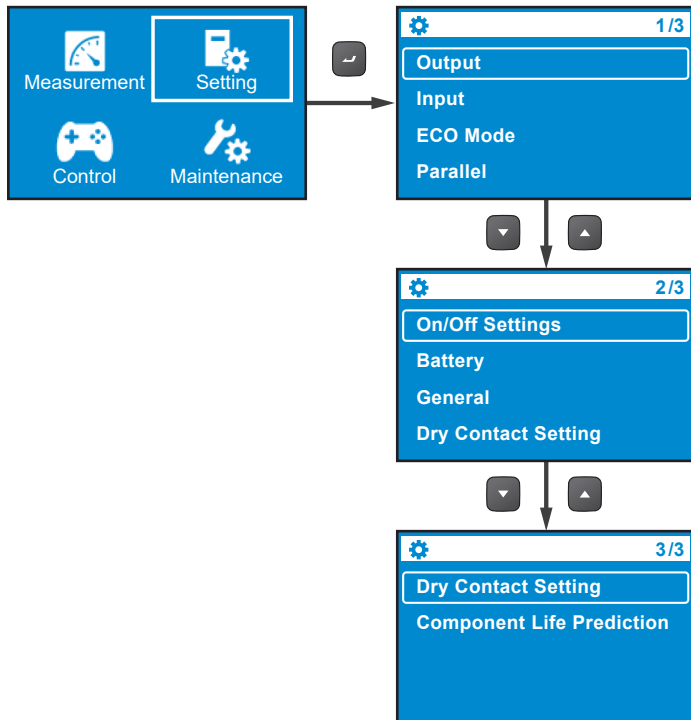 Measurement
Setting
Control
Maintenance
1/3
Output
Input
ECO Mode
Parallel
2/3
On/Off Settings
Battery
General
Dry Contact Setting
3/3
Dry Contact Setting
Component Life Prediction